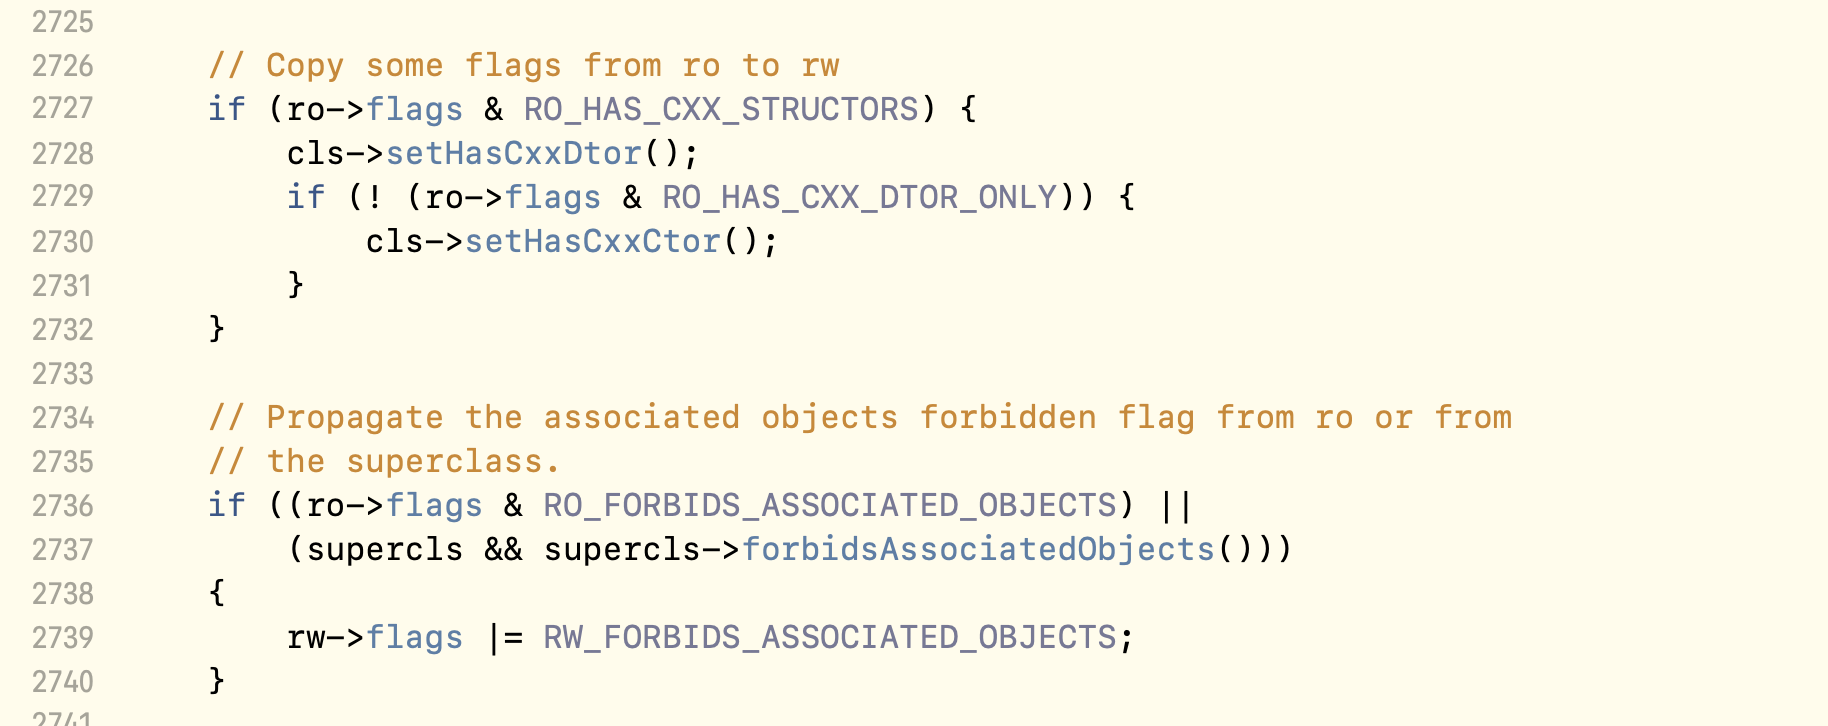 2725
2726 // Copy some flags from ro to rw
2727 if (ro->flags & RO_HAS_CXX_STRUCTORS) {
2728 cls->setHasCxxDtor();
2729 if (! (ro->flags & RO_HAS_CXX_DTOR_ONLY)) {
2730 cls->setHasCxxCtor();
2731 }
2732 }
2733
2734 // Propagate the associated objects forbidden flag from ro or from
2735 // the superclass.
2736 if ((ro->flags & RO_FORBIDS_ASSOCIATED_OBJECTS) ||
2737 (supercls && supercls->forbidsAssociatedObjects()))
2738 {
2739 rw->flags |= RW_FORBIDS_ASSOCIATED_OBJECTS;
2740 }
2741